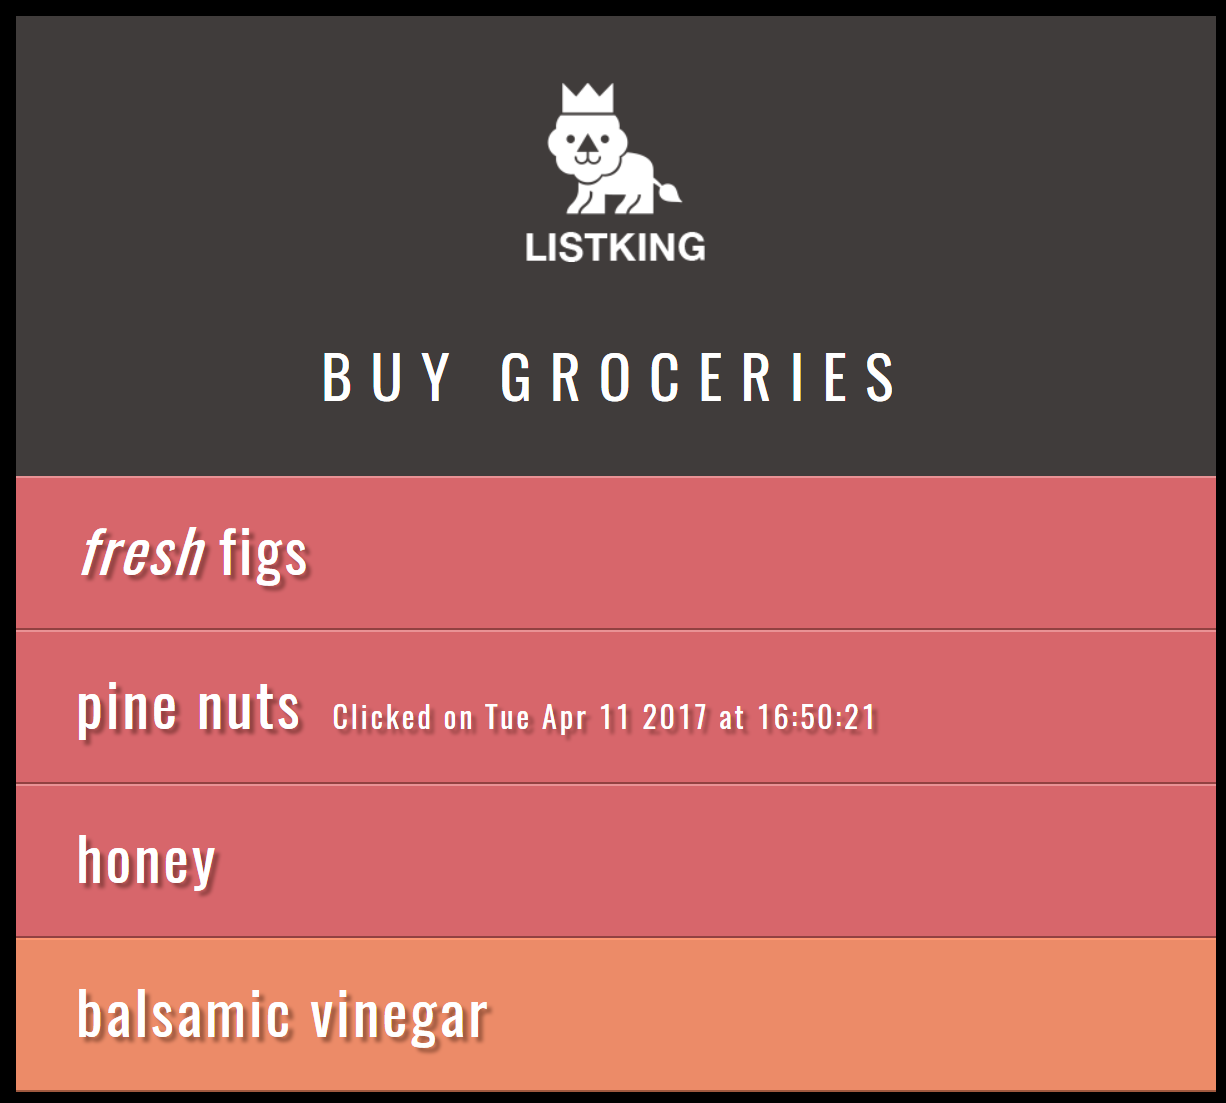 LISTKING
BUY GROCERIES
fresh figs
pine nuts Clicked on Tue Apr 11 2017 at 16:50:21
honey
balsamic vinegar